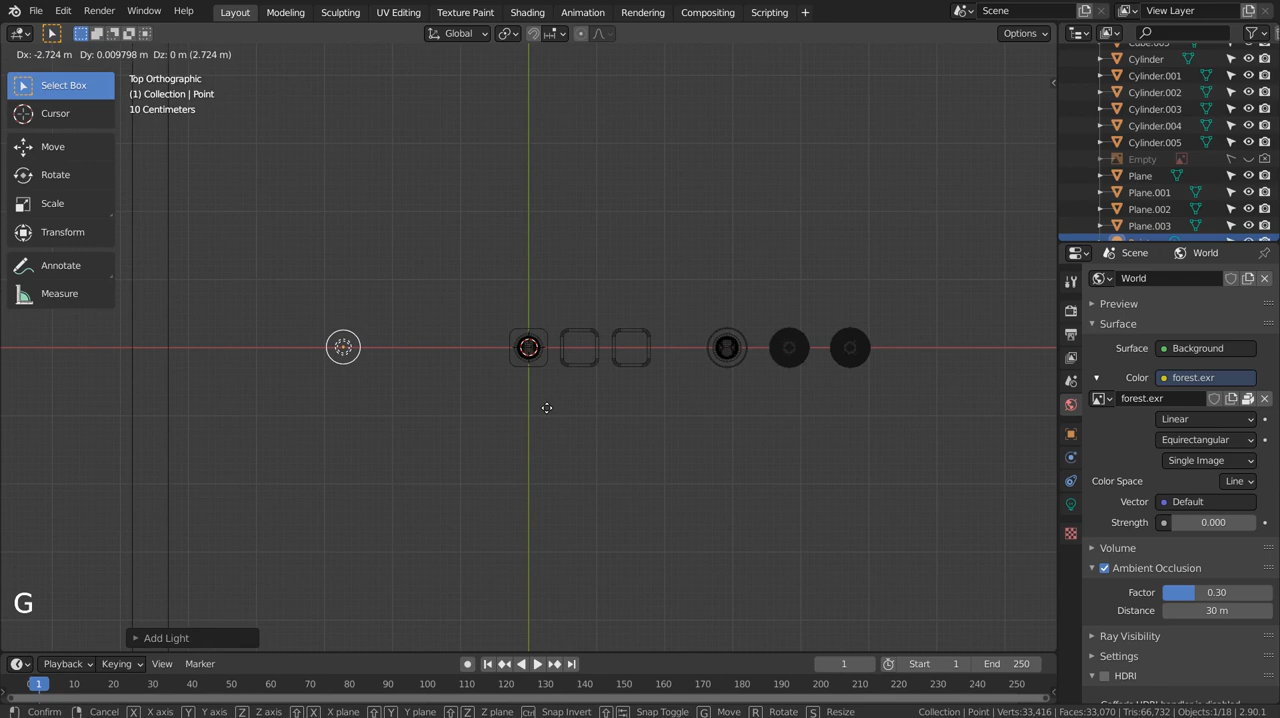 File Edit Render Window Help
Layout Modeling Sculpting UV Editing Texture Paint Shading Animation Rendering Compositing Scripting +
Scene
View Layer
Global
Options
Dx: -2.724 m Dy: 0.009798 m Dz: 0 m (2.724 m)
Top Orthographic
(1) Collection | Point
10 Centimeters
Select Box
Cursor
Move
Rotate
Scale
Transform
Annotate
Measure
G
Add Light
Cylinder
Cylinder.001
Cylinder.002
Cylinder.003
Cylinder.004
Cylinder.005
Empty
Plane
Plane.001
Plane.002
Plane.003
Scene World
World
Preview
Surface
Surface Background
Color forest.exr
forest.exr
Linear
Equirectangular
Single Image
Color Space Line
Vector Default
Strength 0.000
Volume
Ambient Occlusion
Factor 0.30
Distance 30 m
Ray Visibility
Settings
HDRI
Playback Keying View Marker
1
Start 1
End 250
1 10 20 30 40 50 60 70 80 90 100 110 120 130 140 150 160 170 180 190 200 210 220 230 240 250
Confirm Cancel X X axis Y Y axis Z Z axis X X plane Y Y plane Z Z plane Snap Invert Snap Toggle G Move R Rotate S Resize
Collection | Point Verts:33,416 | Faces:33,070 | Tris:66,732 | Objects:1/18 | 2.90.1